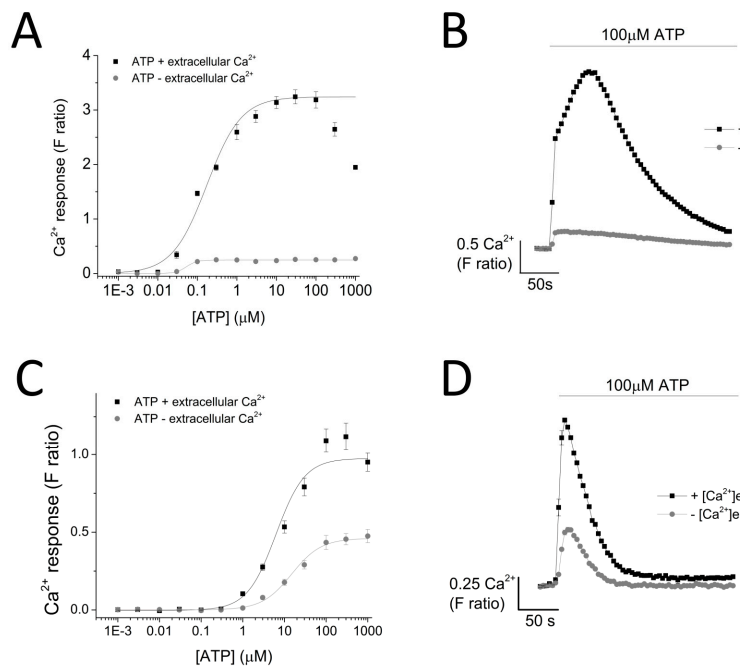 A
ATP + extracellular Ca²⁺
ATP - extracellular Ca²⁺
Ca²⁺ response (F ratio)
4
3
2
1
0
1E-3 0.01 0.1 1 10 100 1000
[ATP] (μM)
B
100μM ATP
+
-
0.5 Ca²⁺
(F ratio)
50s
C
ATP + extracellular Ca²⁺
ATP - extracellular Ca²⁺
Ca²⁺ response (F ratio)
1.0
0.5
0.0
1E-3 0.01 0.1 1 10 100 1000
[ATP] (μM)
D
100μM ATP
+ [Ca²⁺]e
- [Ca²⁺]e
0.25 Ca²⁺
(F ratio)
50 s